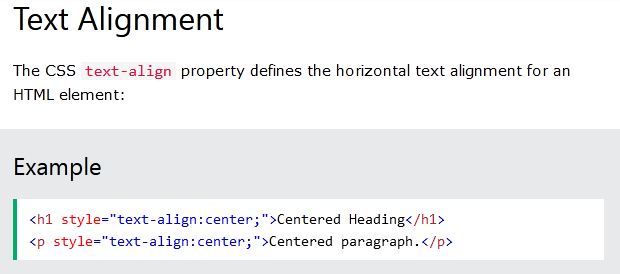 Text Alignment
The CSS text-align property defines the horizontal text alignment for an
HTML element:
Example
<h1 style="text-align:center;">Centered Heading</h1>
<p style="text-align:center;">Centered paragraph.</p>